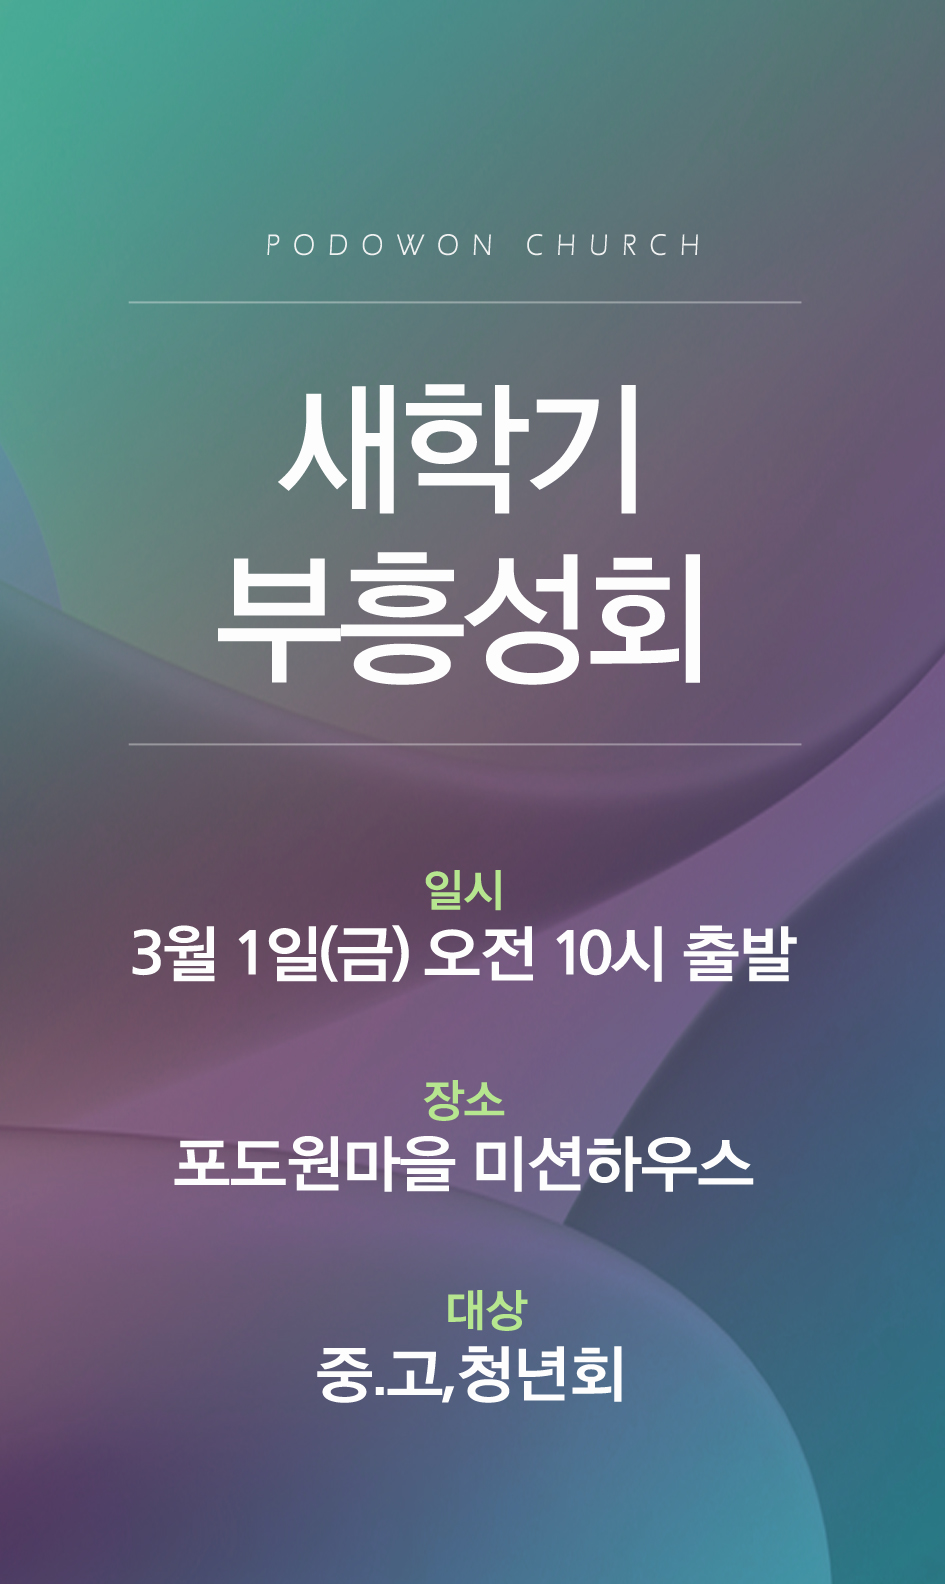 PODOWON CHURCH
새학기
부흥성회
일시
3월 1일(금) 오전 10시 출발
장소
포도원마을 미션하우스
대상
중.고,청년회